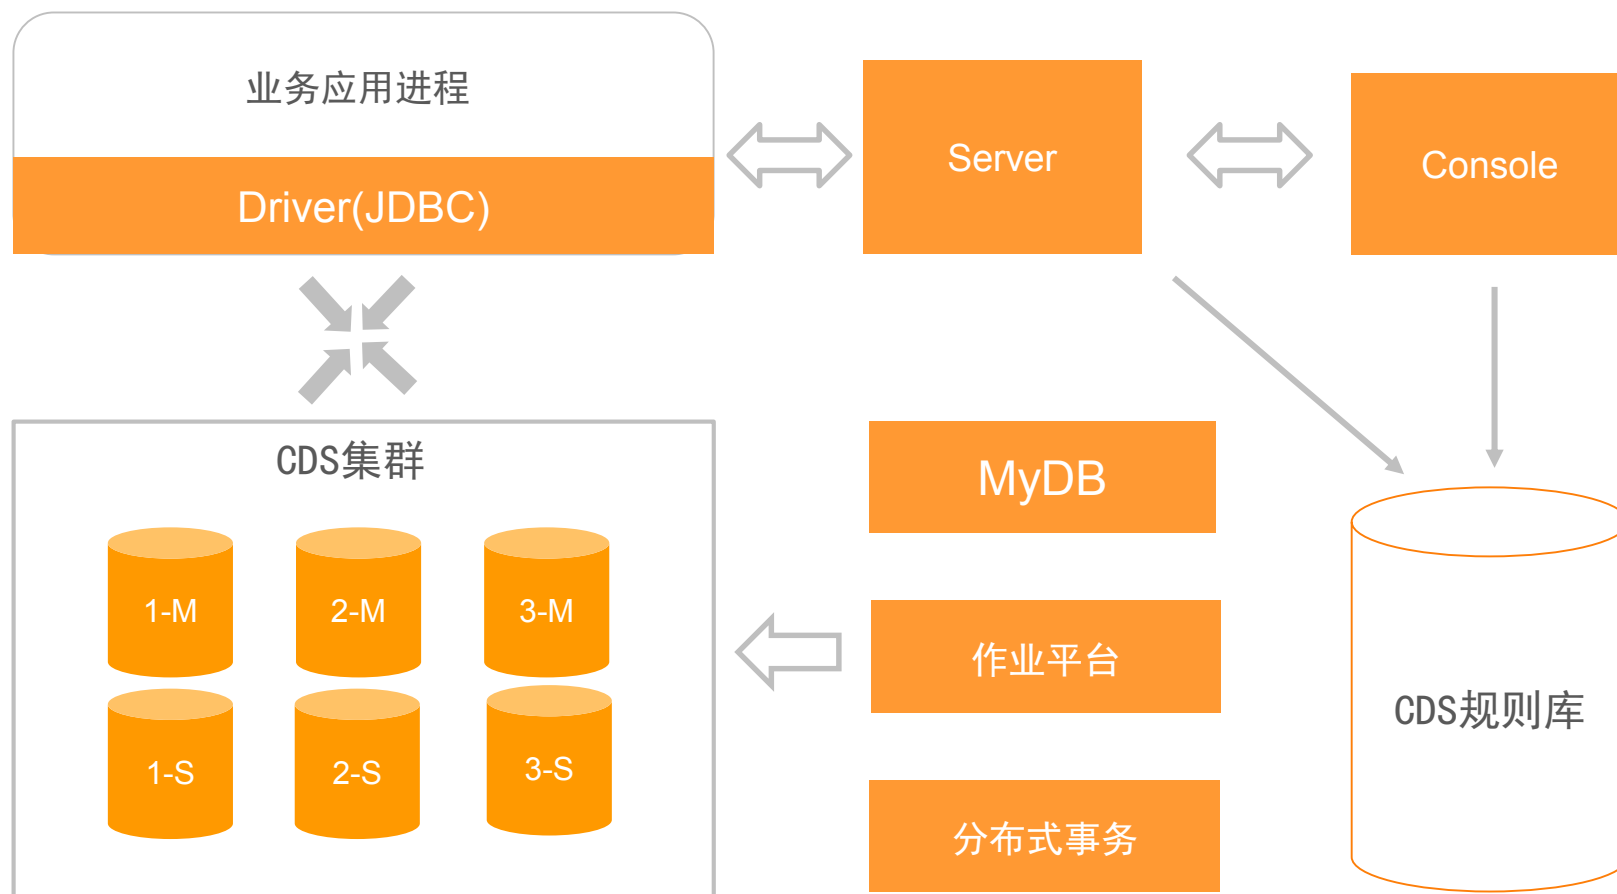 业务应用进程
Driver(JDBC)
Server
Console
CDS集群
1-M
2-M
3-M
1-S
2-S
3-S
MyDB
作业平台
分布式事务
CDS规则库